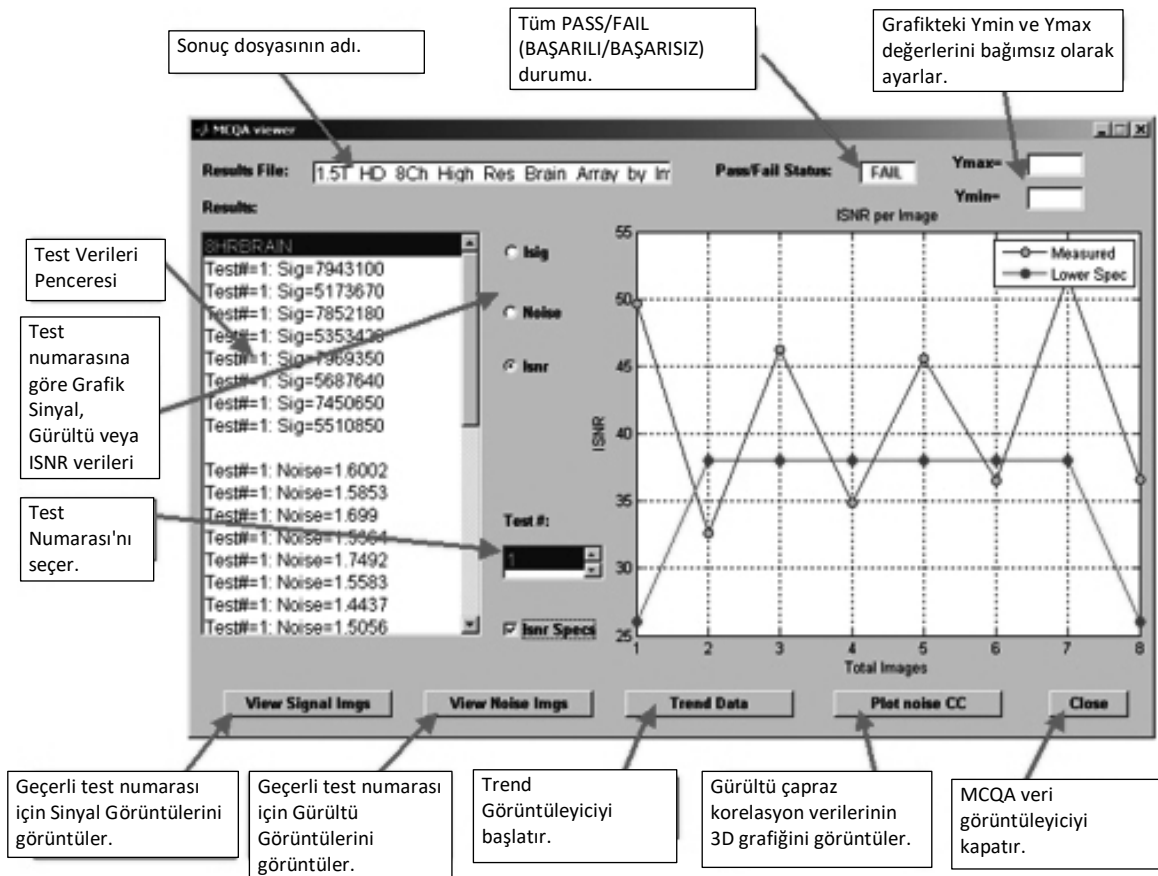 Sonuç dosyasının adı.
Tüm PASS/FAIL
(BAŞARILI/BAŞARISIZ)
durumu.
Grafikteki Ymin ve Ymax
değerlerini bağımsız olarak
ayarlar.
MCQA viewer
Results File:
1.5T HD 8Ch High Res Brain Array by Im
Pass/Fail Status:
FAIL
Ymax=
Ymin=
Results:
8HRBRAIN
Test#=1: Sig=7943100
Test#=1: Sig=5173670
Test#=1: Sig=7852180
Test#=1: Sig=
Test#=1: Sig=7969350
Test#=1: Sig=5687640
Test#=1: Sig=7450650
Test#=1: Sig=5510850
Test#=1: Noise=1.6002
Test#=1: Noise=1.5853
Test#=1: Noise=1.699
Test#=1:
Test#=1: Noise=1.7492
Test#=1: Noise=1.5583
Test#=1: Noise=1.4437
Test#=1: Noise=1.5056
Test Verileri
Penceresi
Test
numarasına
göre Grafik
Sinyal,
Gürültü veya
ISNR verileri
Test
Numarası'nı
seçer.
Isig
Noise
Isnr
Test #:
1
Isnr Specs
ISNR per Image
Measured
Lower Spec
55
50
45
40
35
30
25
ISNR
1 2 3 4 5 6 7 8
Total Images
View Signal Imgs
View Noise Imgs
Trend Data
Plot noise CC
Close
Geçerli test numarası
için Sinyal Görüntülerini
görüntüler.
Geçerli test numarası
için Gürültü
Görüntülerini
görüntüler.
Trend
Görüntüleyiciyi
başlatır.
Gürültü çapraz
korelasyon verilerinin
3D grafiğini görüntüler.
MCQA veri
görüntüleyiciyi
kapatır.